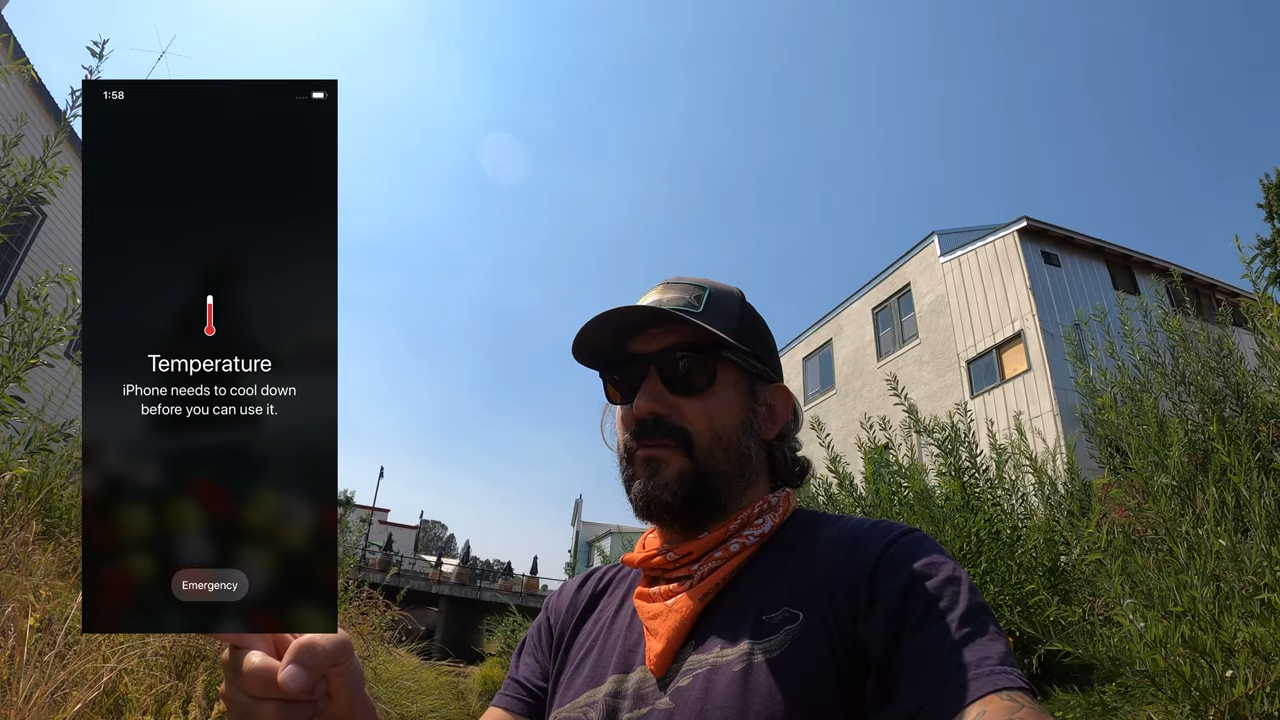 1:58
Temperature
iPhone needs to cool down
before you can use it.
Emergency